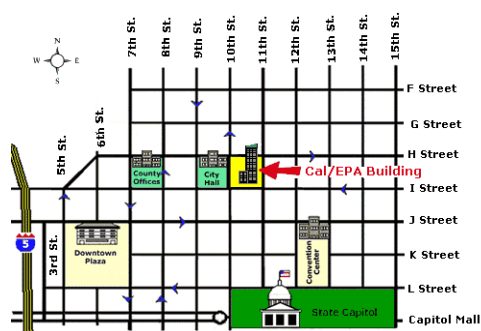 N
W E
S
5th St.
6th St.
7th St.
8th St.
9th St.
10th St.
11th St.
12th St.
13th St.
14th St.
15th St.
F Street
G Street
H Street
County
Offices
City
Hall
Cal/EPA Building
I Street
J Street
5
3rd St.
Downtown
Plaza
Convention
Center
K Street
L Street
State Capitol
Capitol Mall